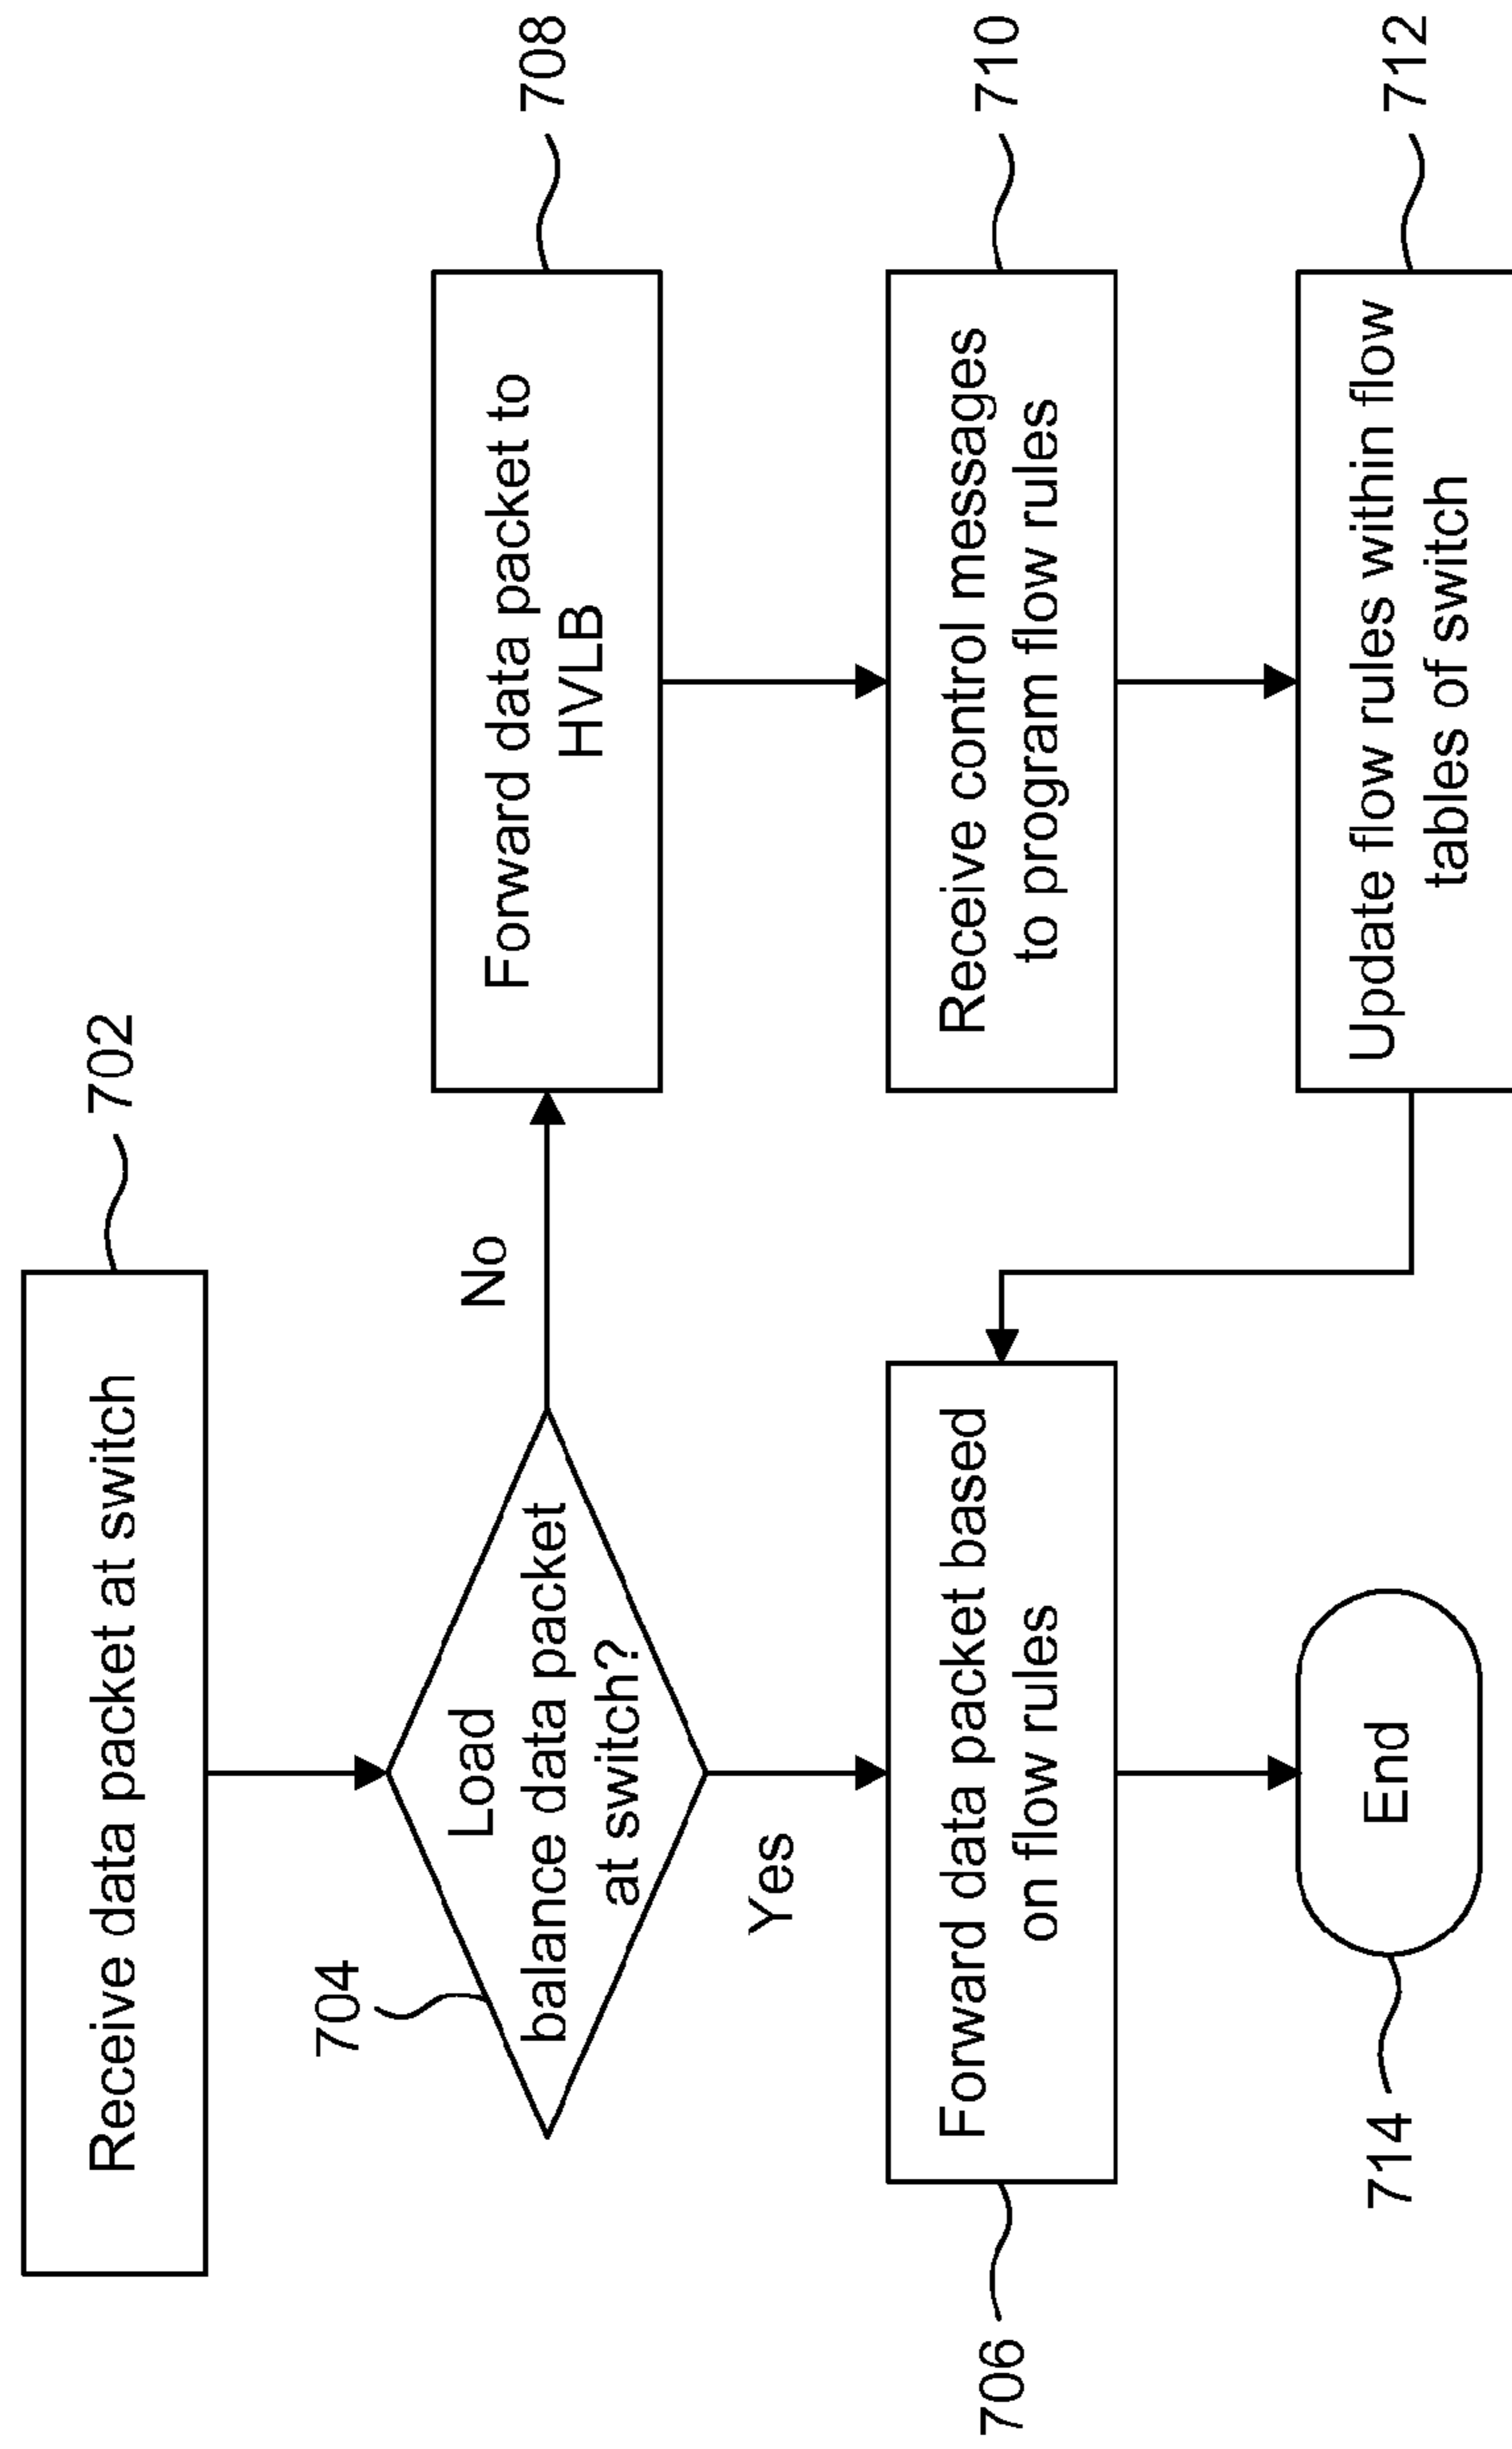 Receive data packet at switch
702
704
Load
balance data packet
at switch?
No
Yes
Forward data packet to
HVLB
708
Forward data packet based
on flow rules
706
Receive control messages
to program flow rules
710
Update flow rules within flow
tables of switch
712
End
714